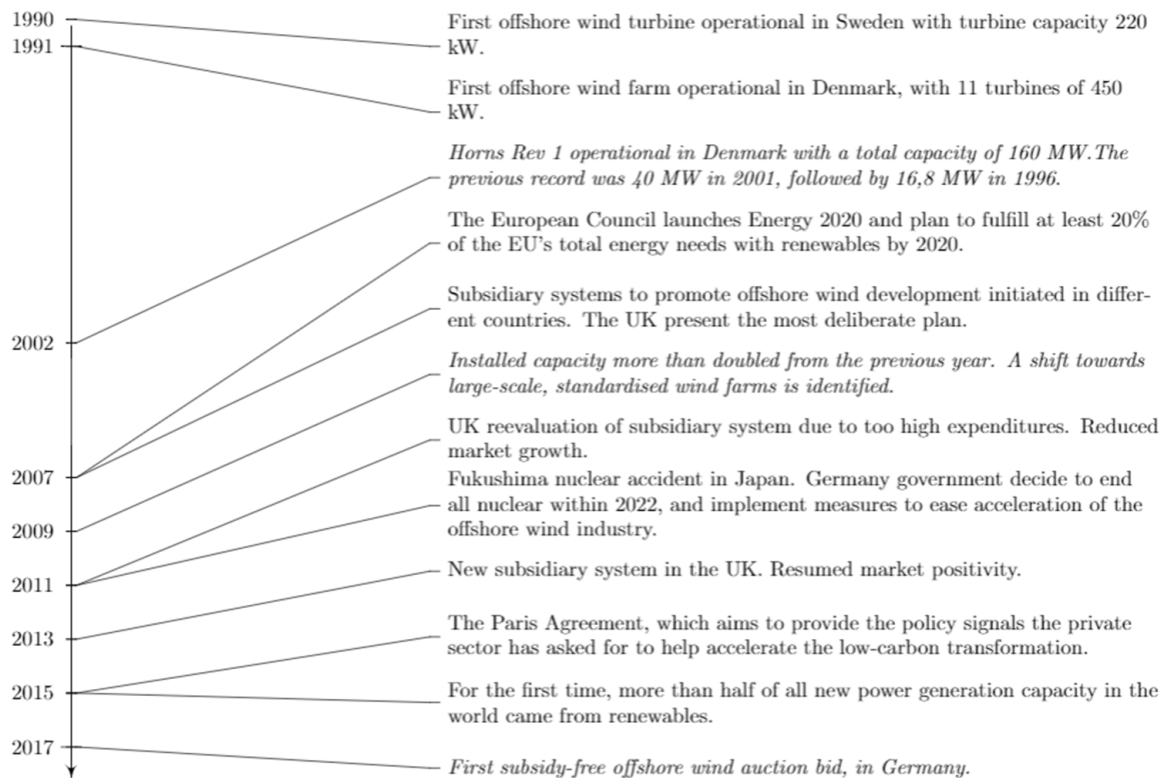 1990
First offshore wind turbine operational in Sweden with turbine capacity 220
kW.
1991
First offshore wind farm operational in Denmark, with 11 turbines of 450
kW.
Horns Rev 1 operational in Denmark with a total capacity of 160 MW.The
previous record was 40 MW in 2001, followed by 16,8 MW in 1996.
The European Council launches Energy 2020 and plan to fulfill at least 20%
of the EU's total energy needs with renewables by 2020.
Subsidiary systems to promote offshore wind development initiated in differ-
ent countries. The UK present the most deliberate plan.
2002
Installed capacity more than doubled from the previous year. A shift towards
large-scale, standardised wind farms is identified.
UK reevaluation of subsidiary system due to too high expenditures. Reduced
market growth.
2007
Fukushima nuclear accident in Japan. Germany government decide to end
all nuclear within 2022, and implement measures to ease acceleration of the
offshore wind industry.
2009
New subsidiary system in the UK. Resumed market positivity.
2011
The Paris Agreement, which aims to provide the policy signals the private
sector has asked for to help accelerate the low-carbon transformation.
2013
For the first time, more than half of all new power generation capacity in the
world came from renewables.
2015
2017
First subsidy-free offshore wind auction bid, in Germany.